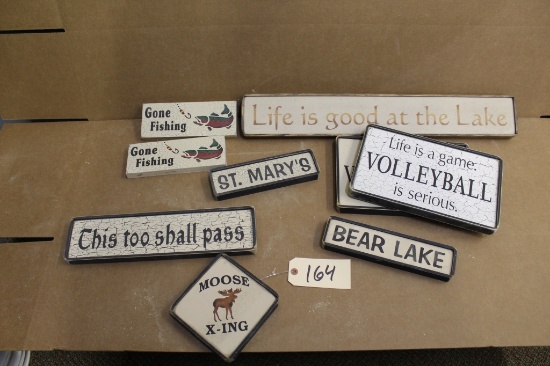 Life is good at the Lake
Gone
Fishing
Gone
Fishing
Life is a game:
VOLLEYBALL
is serious.
ST. MARY'S
This too shall pass
BEAR LAKE
MOOSE
X-ING
164